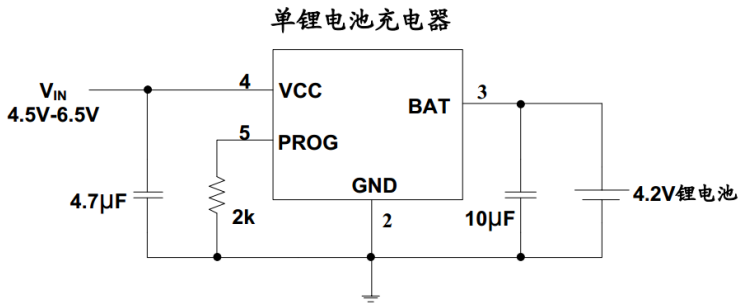 单锂电池充电器
V_IN
4.5V-6.5V
4
VCC
BAT
3
5
PROG
4.7μF
2k
GND
2
10μF
4.2V锂电池